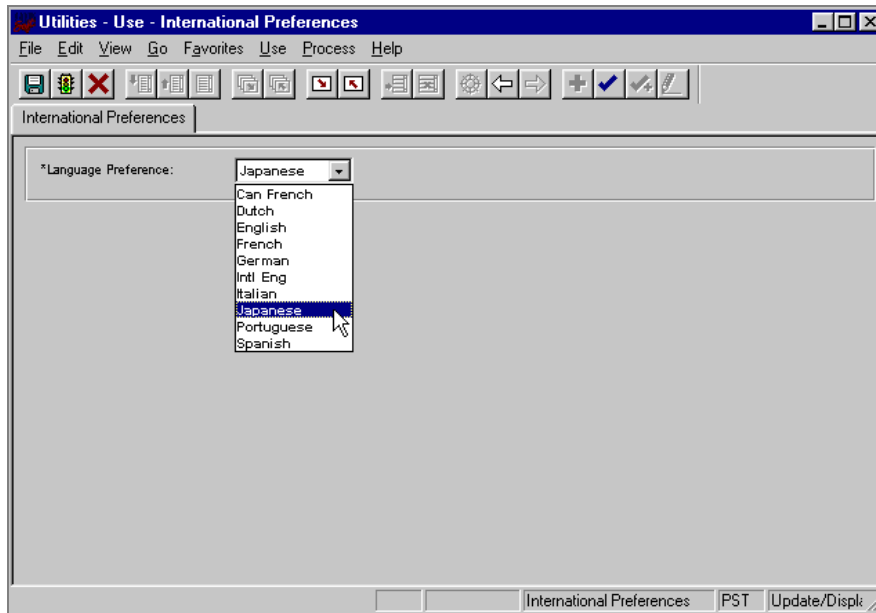 Utilities - Use - International Preferences
File Edit View Go Favorites Use Process Help
International Preferences
*Language Preference: Japanese
Can French
Dutch
English
French
German
Intl Eng
Italian
Japanese
Portuguese
Spanish
International Preferences PST Update/Displa